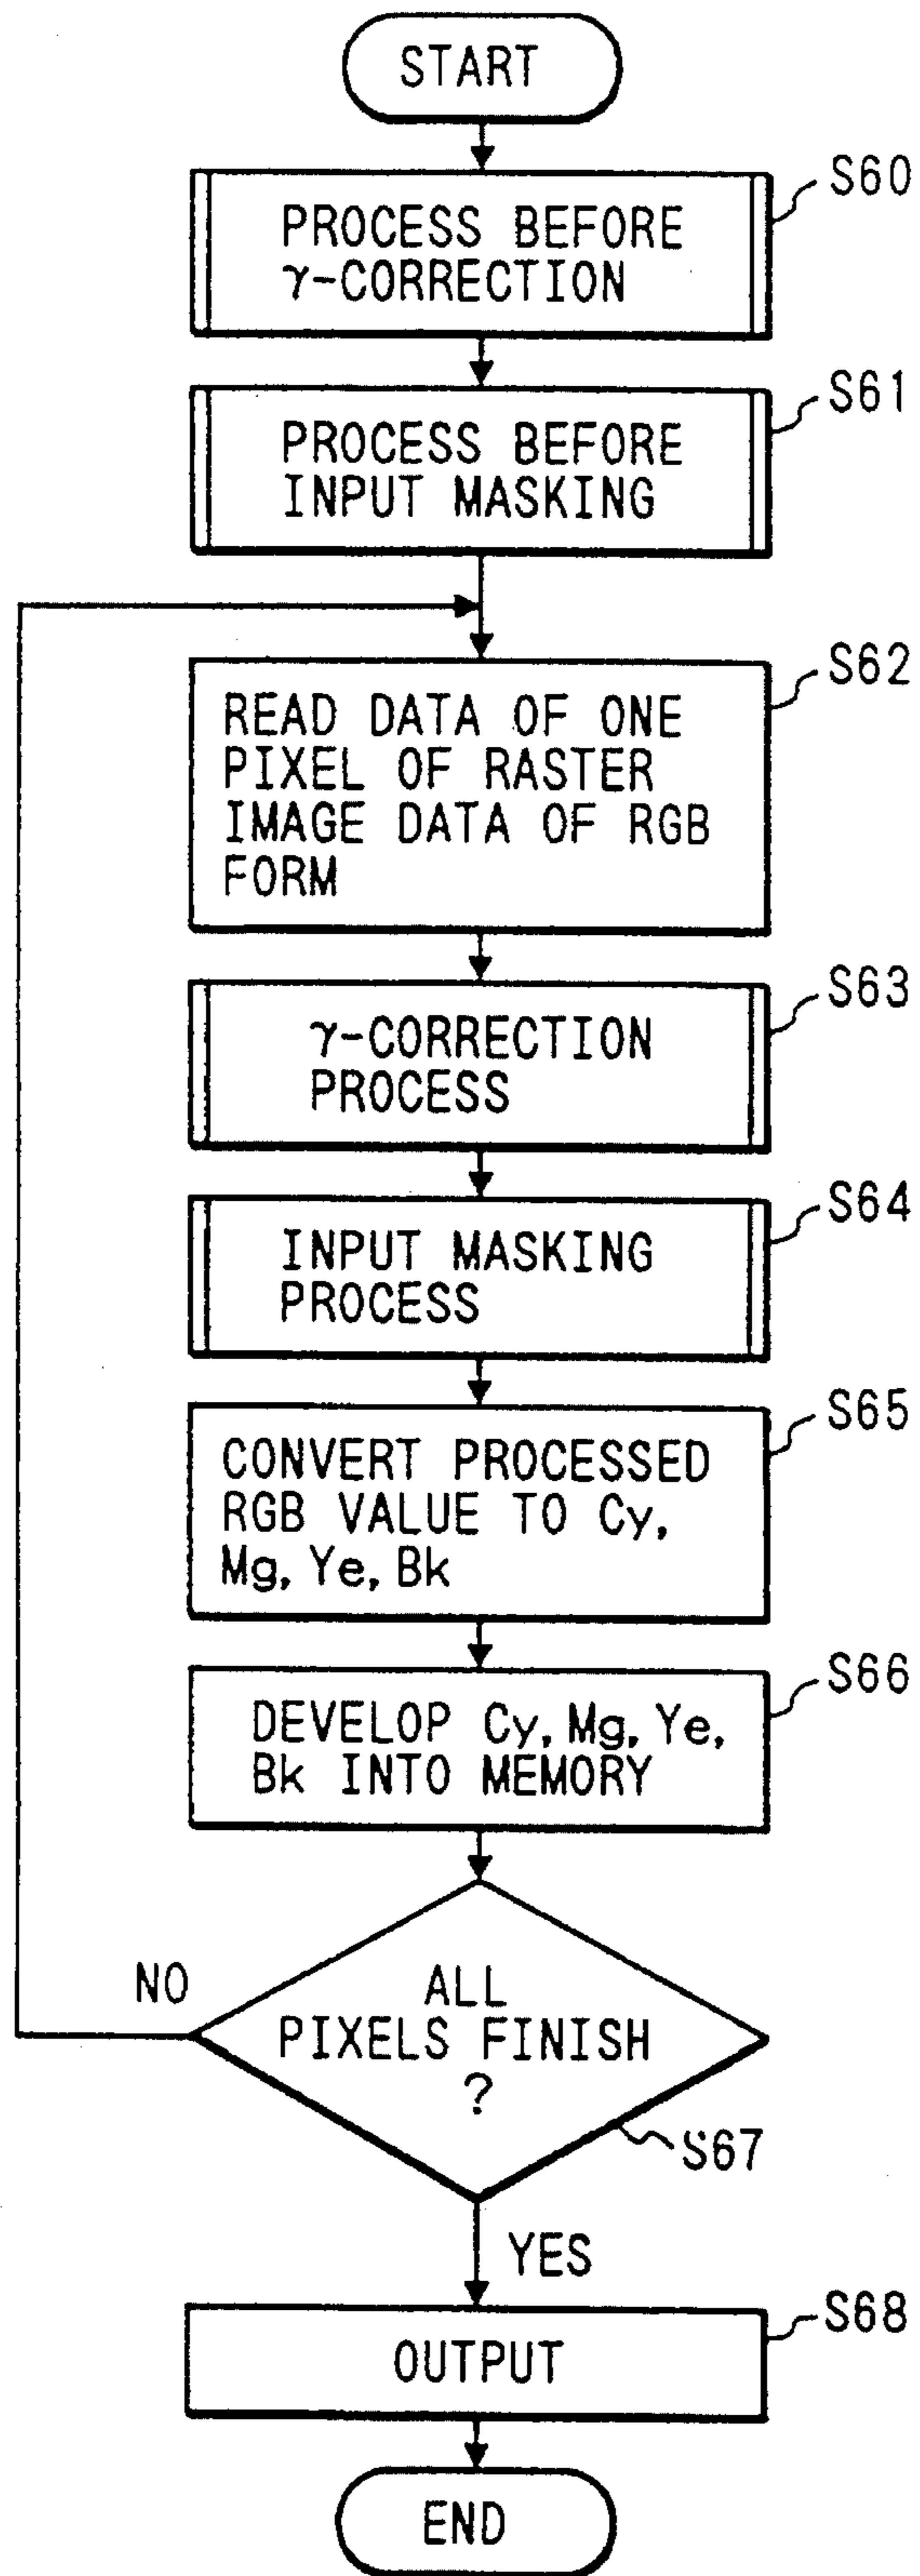 START
S60
PROCESS BEFORE
γ-CORRECTION
S61
PROCESS BEFORE
INPUT MASKING
S62
READ DATA OF ONE
PIXEL OF RASTER
IMAGE DATA OF RGB
FORM
S63
γ-CORRECTION
PROCESS
S64
INPUT MASKING
PROCESS
S65
CONVERT PROCESSED
RGB VALUE TO Cy,
Mg, Ye, Bk
S66
DEVELOP Cy, Mg, Ye,
Bk INTO MEMORY
NO
ALL
PIXELS FINISH
?
S67
YES
S68
OUTPUT
END